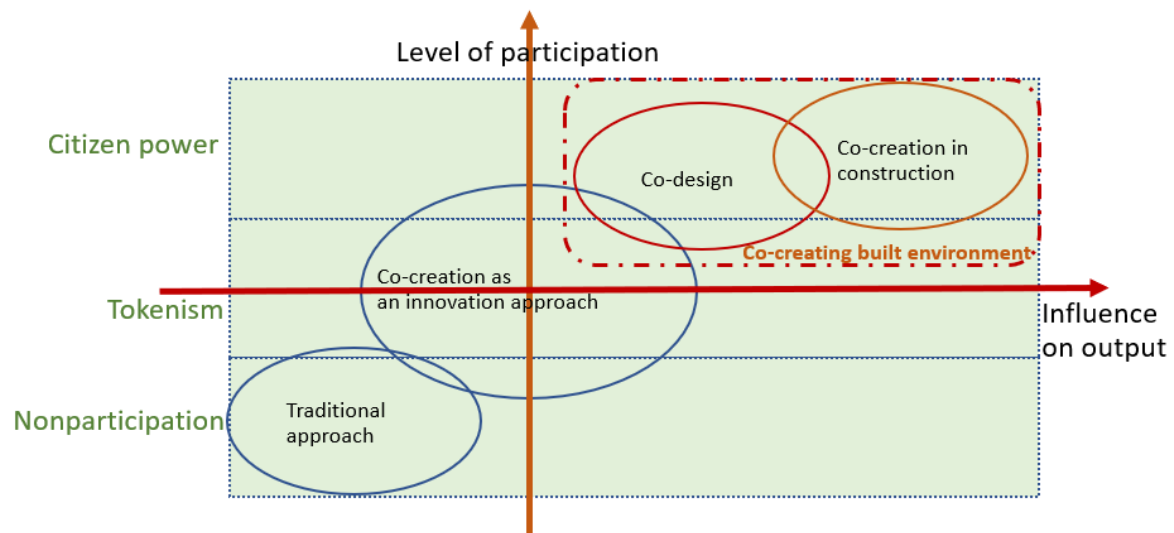 Level of participation
Citizen power
Co-design
Co-creation in
construction
Co-creating built environment
Co-creation as
an innovation approach
Tokenism
Influence
on output
Nonparticipation
Traditional
approach